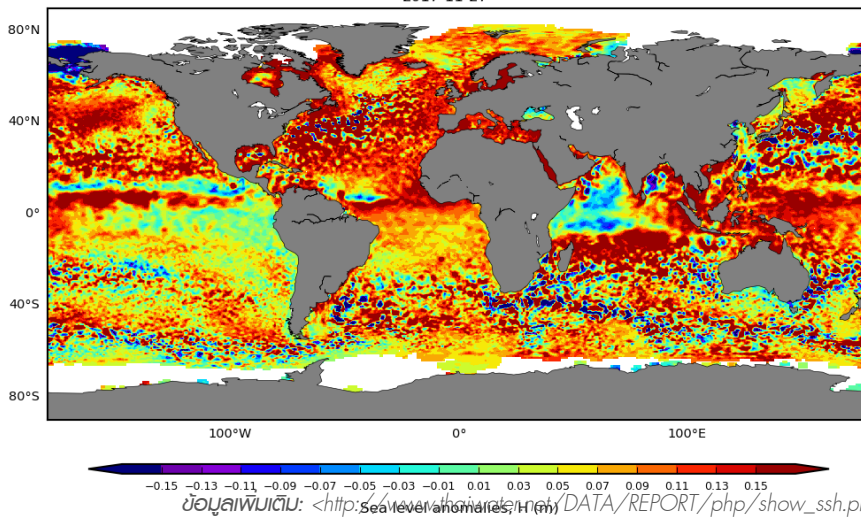 80°N
40°N
0°
40°S
80°S
100°W 0° 100°E
−0.15 −0.13 −0.11 −0.09 −0.07 −0.05 −0.03 −0.01 0.01 0.03 0.05 0.07 0.09 0.11 0.13 0.15
ข้อมูลเพิ่มเติม: <http://www.thaiwater.net/DATA/REPORT/php/show_ssh.p
Sea level anomalies, H (m)